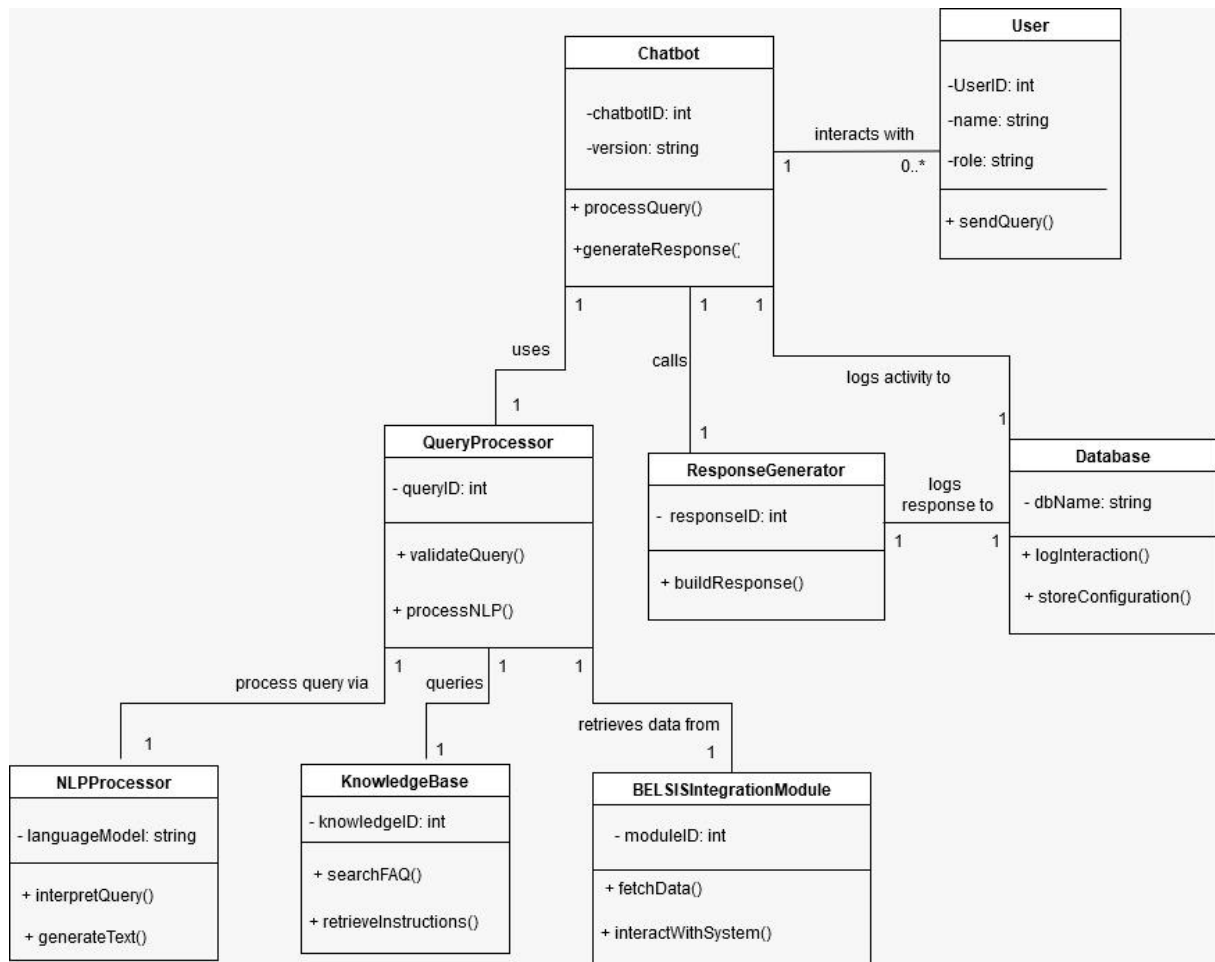 User
-UserID: int
-name: string
-role: string
+ sendQuery()
Chatbot
-chatbotID: int
-version: string
+ processQuery()
+generateResponse()
interacts with
1
0..*
1
1
1
uses
calls
logs activity to
1
1
1
QueryProcessor
- queryID: int
+ validateQuery()
+ processNLP()
ResponseGenerator
- responseID: int
+ buildResponse()
logs
response to
1
1
Database
- dbName: string
+ logInteraction()
+ storeConfiguration()
1
1
1
process query via
queries
retrieves data from
1
1
1
NLPProcessor
- languageModel: string
+ interpretQuery()
+ generateText()
KnowledgeBase
- knowledgeID: int
+ searchFAQ()
+ retrieveInstructions()
BELSISIntegrationModule
- moduleID: int
+ fetchData()
+ interactWithSystem()